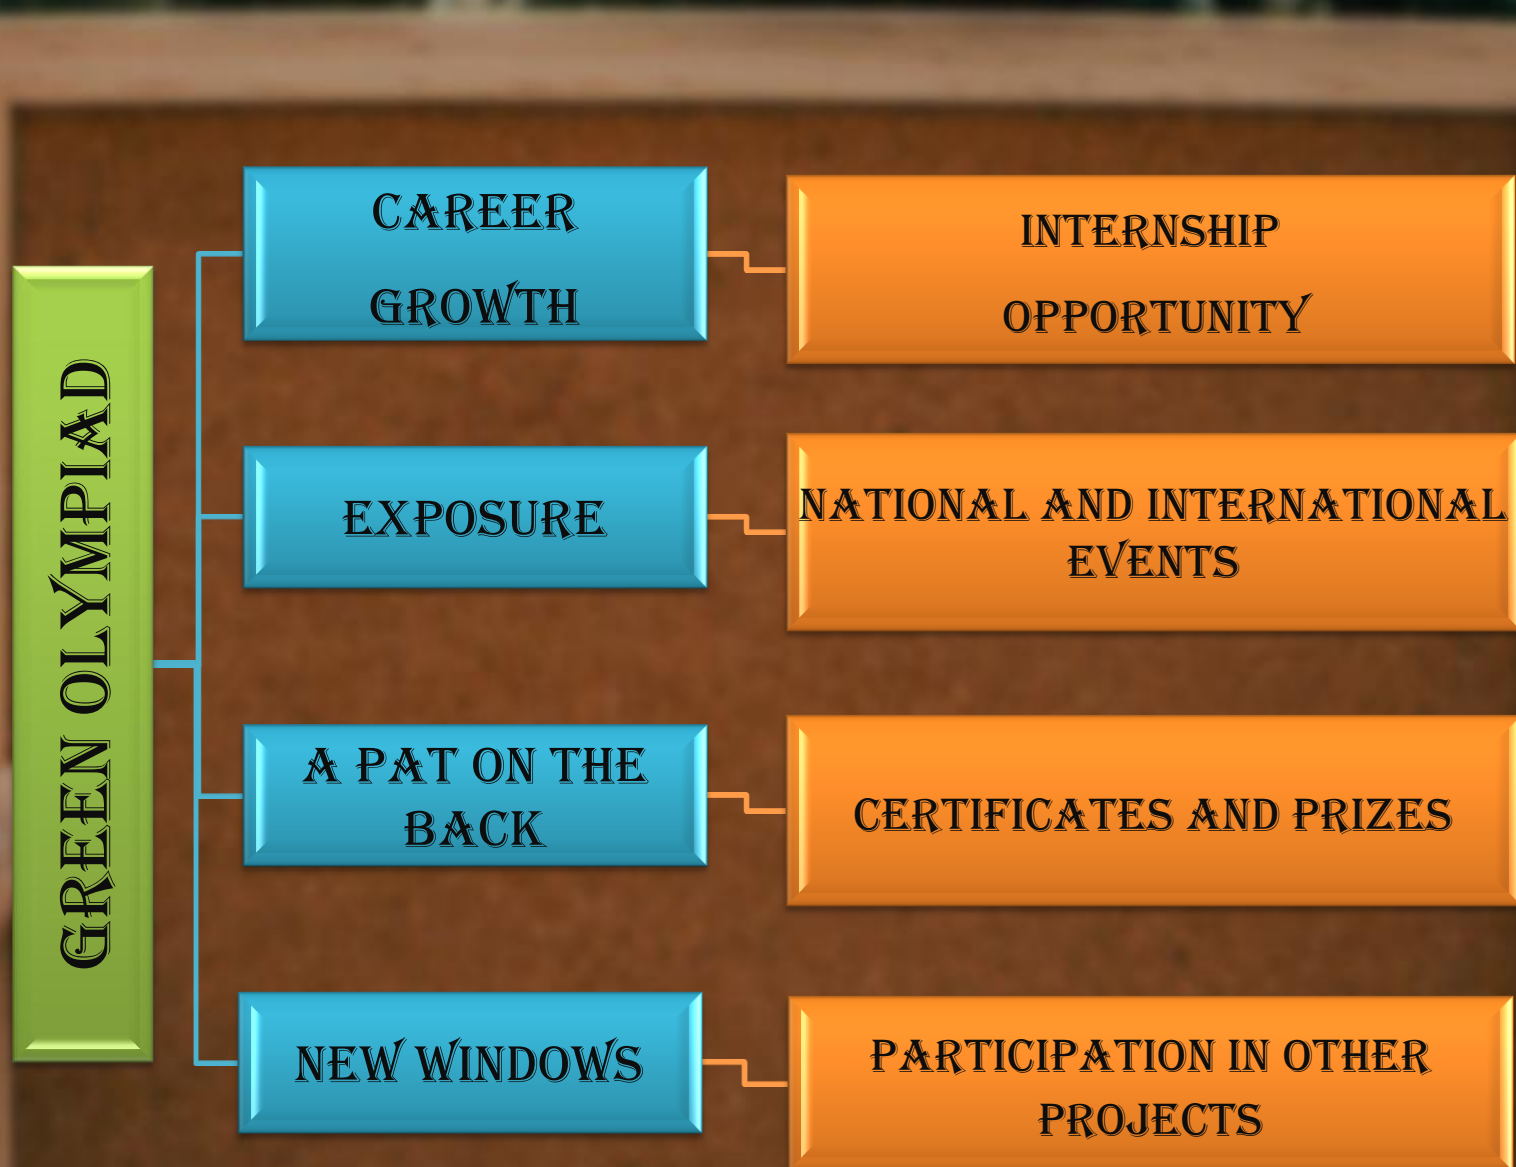 GREEN OLYMPIAD
CAREER
GROWTH
INTERNSHIP
OPPORTUNITY
EXPOSURE
NATIONAL AND INTERNATIONAL
EVENTS
A PAT ON THE
BACK
CERTIFICATES AND PRIZES
NEW WINDOWS
PARTICIPATION IN OTHER
PROJECTS